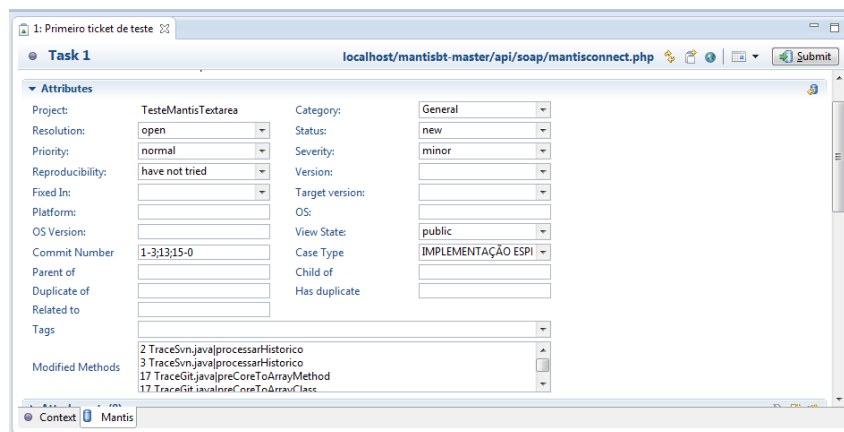 1: Primeiro ticket de teste
Task 1 localhost/mantisbt-master/api/soap/mantisconnect.php Submit
Attributes
Project: TesteMantisTextarea Category: General
Resolution: open Status: new
Priority: normal Severity: minor
Reproducibility: have not tried Version:
Fixed In: Target version:
Platform: OS:
OS Version: View State: public
Commit Number 1-3;13;15-0 Case Type IMPLEMENTAÇÃO ESPI
Parent of Child of
Duplicate of Has duplicate
Related to
Tags
Modified Methods
2 TraceSvn.java|processarHistorico
3 TraceSvn.java|processarHistorico
17 TraceGit.java|preCoreToArrayMethod
17 TraceGit.java|preCoreToArrayClass
Context Mantis